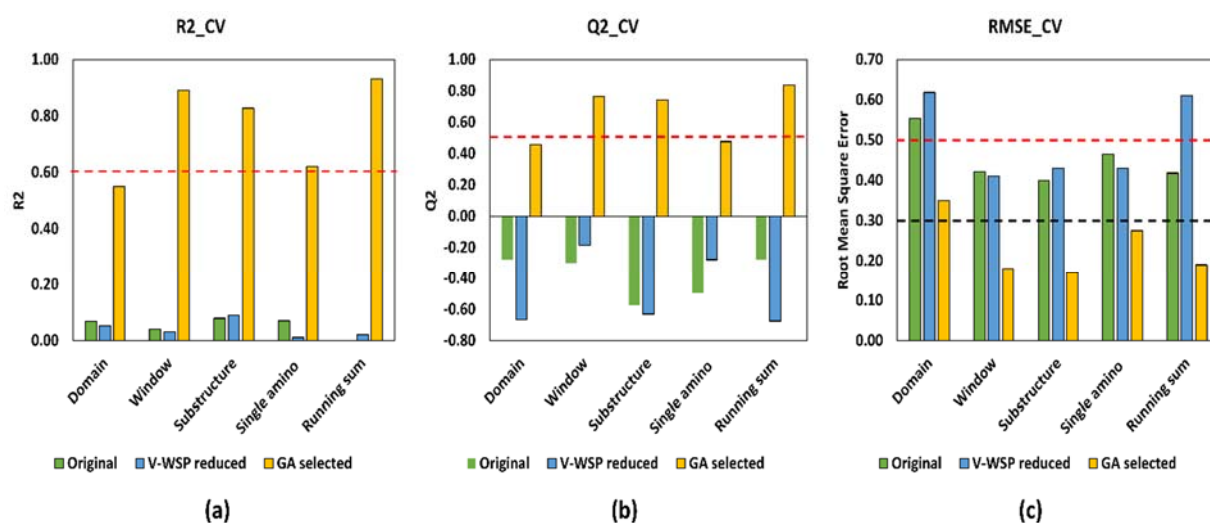 R2_CV
R2
1.00
0.80
0.60
0.40
0.20
0.00
Domain
Window
Substructure
Single amino
Running sum
Original V-WSP reduced GA selected
(a)
Q2_CV
Q2
1.00
0.80
0.60
0.40
0.20
0.00
-0.20
-0.40
-0.60
-0.80
Domain
Window
Substructure
Single amino
Running sum
Original V-WSP reduced GA selected
(b)
RMSE_CV
Root Mean Square Error
0.70
0.60
0.50
0.40
0.30
0.20
0.10
0.00
Domain
Window
Substructure
Single amino
Running sum
Original V-WSP reduced GA selected
(c)